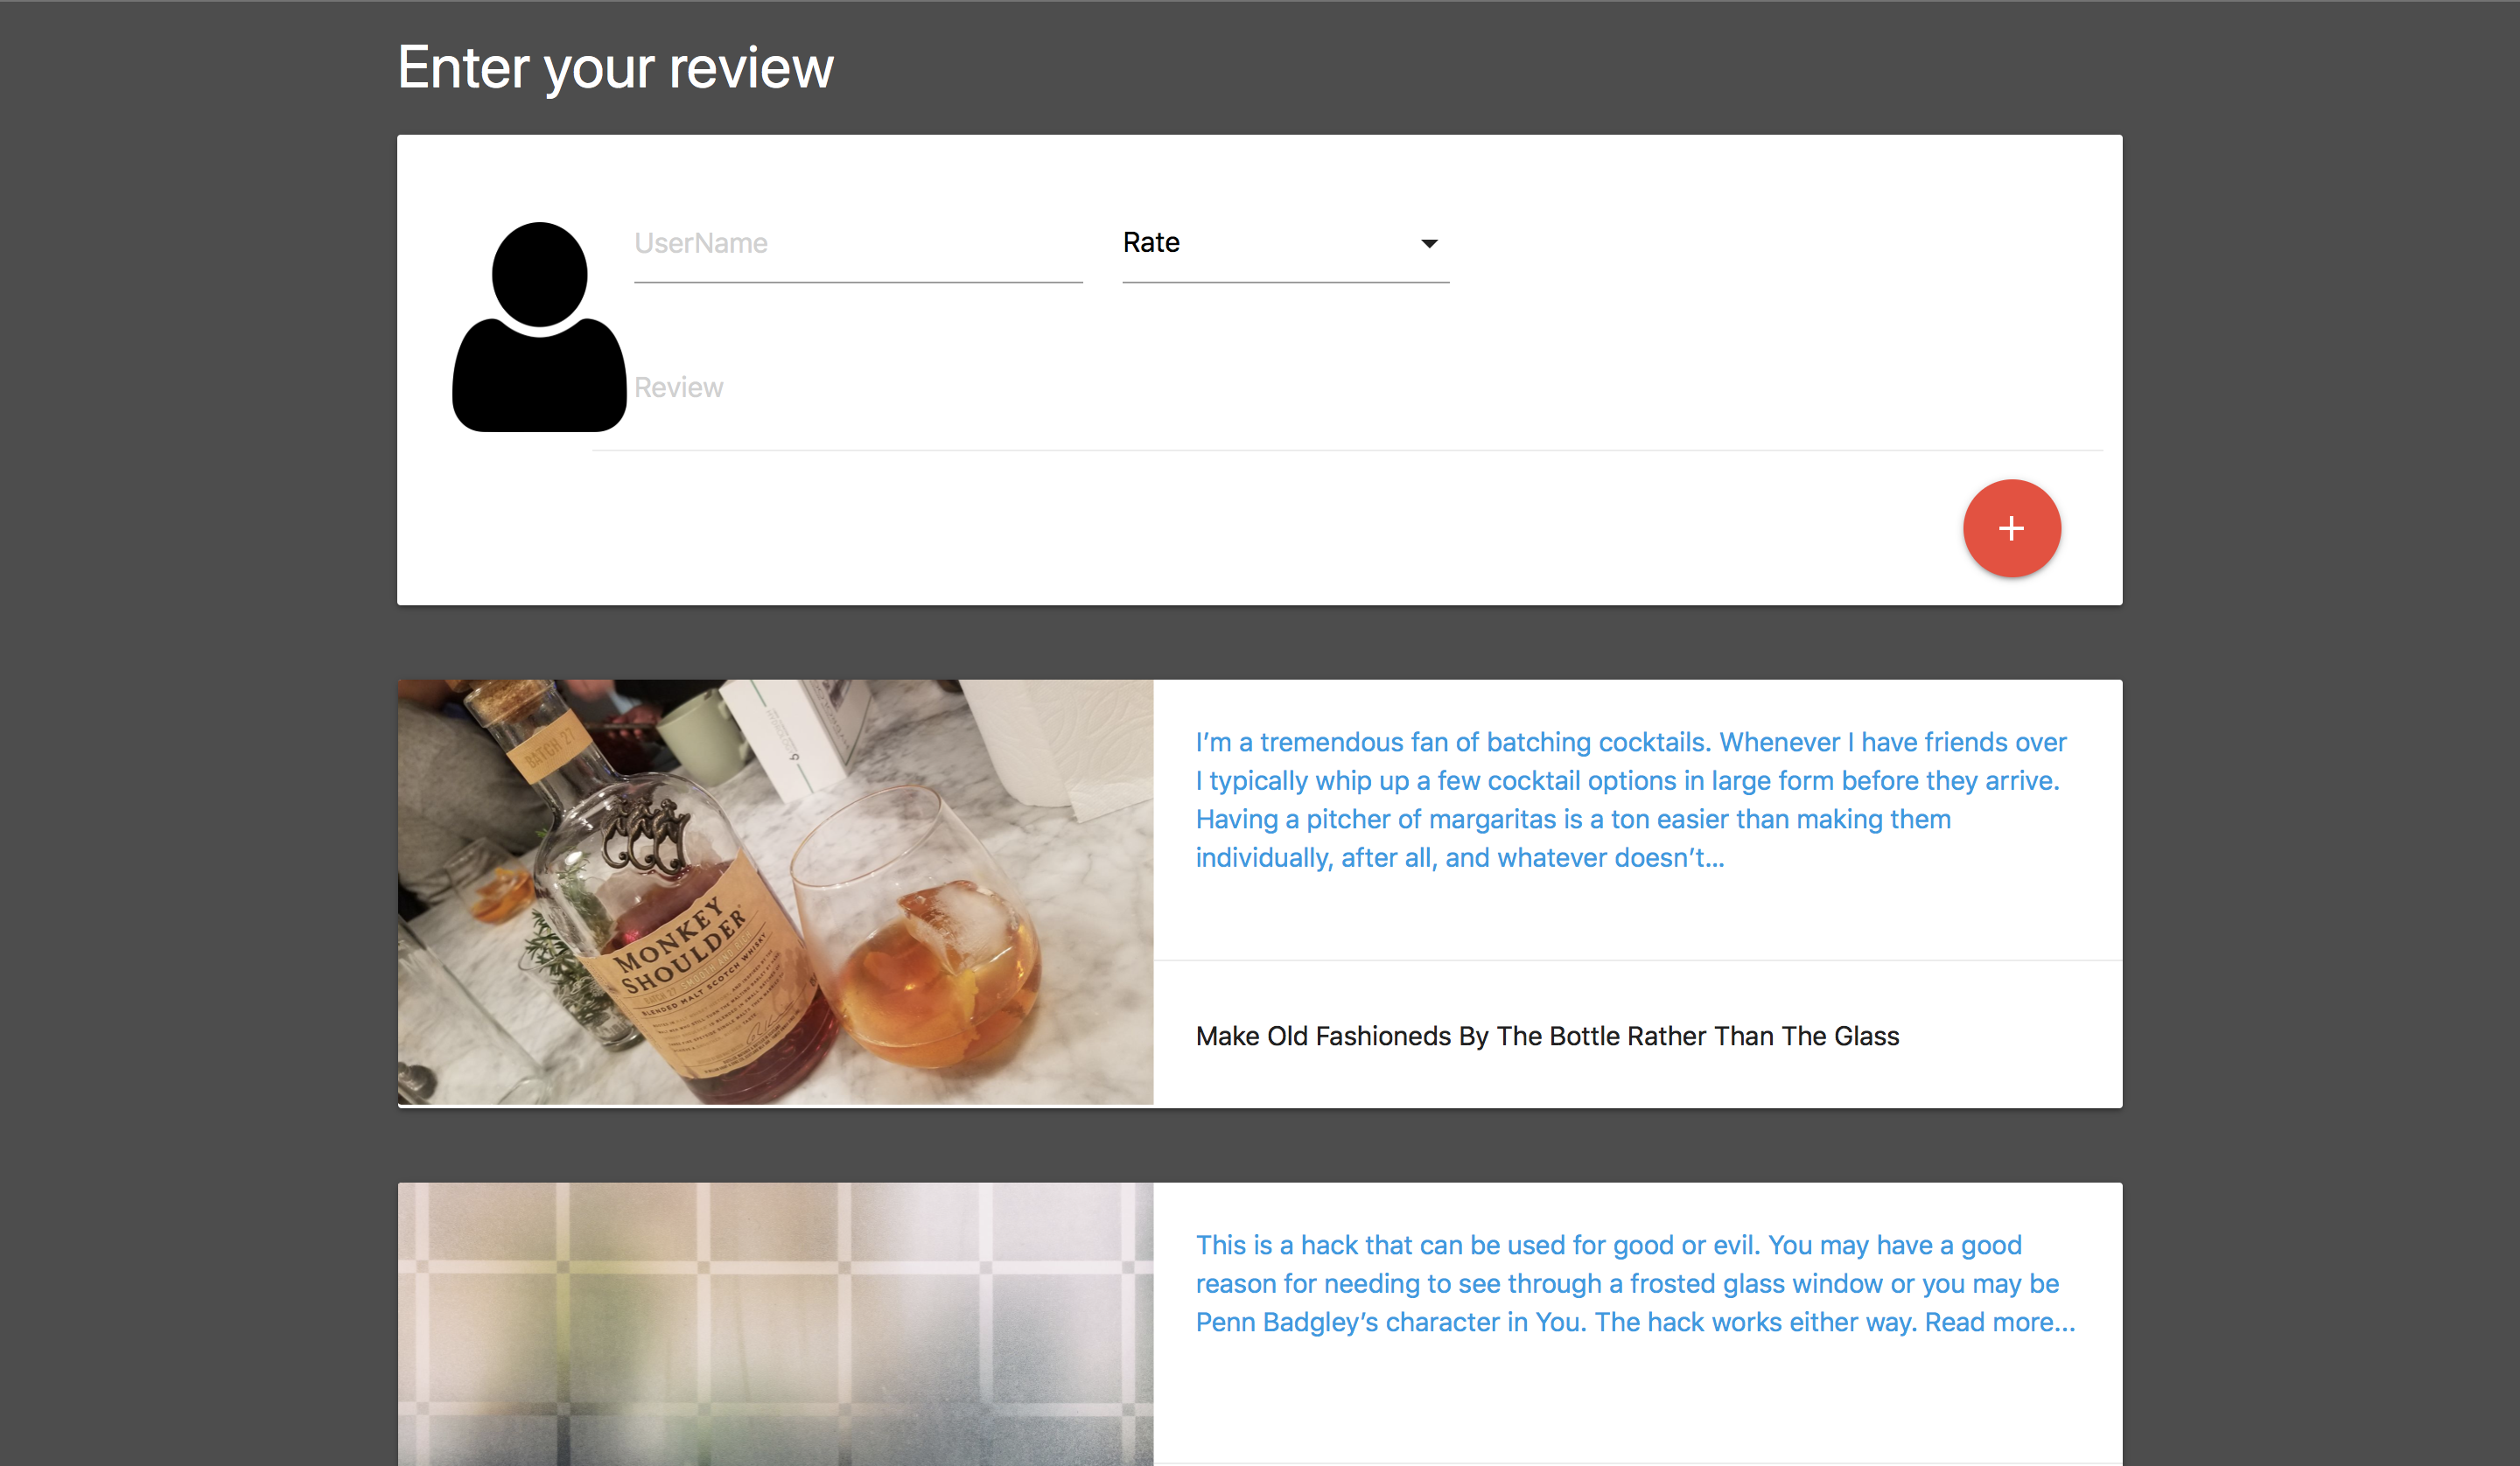 Enter your review
UserName
Rate
Review
+
BATCH 27
MONKEY
SHOULDER
BLENDED MALT SCOTCH WHISKY
I’m a tremendous fan of batching cocktails. Whenever I have friends over
I typically whip up a few cocktail options in large form before they arrive.
Having a pitcher of margaritas is a ton easier than making them
individually, after all, and whatever doesn’t...
Make Old Fashioneds By The Bottle Rather Than The Glass
This is a hack that can be used for good or evil. You may have a good
reason for needing to see through a frosted glass window or you may be
Penn Badgley’s character in You. The hack works either way. Read more...